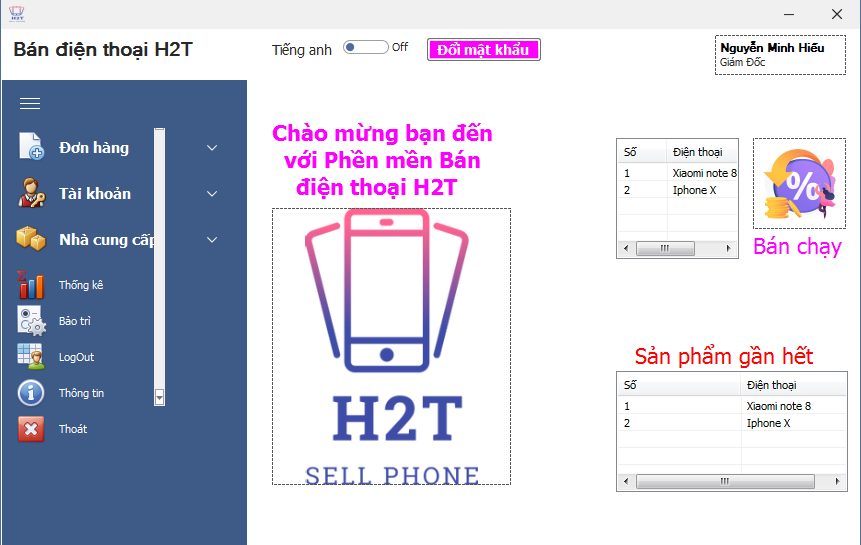 H2T
SELL PHONE
Bán điện thoại H2T
Tiếng anh
Off
Đổi mật khẩu
Nguyễn Minh Hiếu
Giám Đốc
Đơn hàng
Tài khoản
Nhà cung cấp
Thống kê
Bảo trì
LogOut
Thông tin
Thoát
Chào mừng bạn đến
với Phền mền Bán
điện thoại H2T
H2T
SELL PHONE
Số Điện thoại
1 Xiaomi note 8
2 Iphone X
%
Bán chạy
Sản phẩm gần hết
Số Điện thoại
1 Xiaomi note 8
2 Iphone X